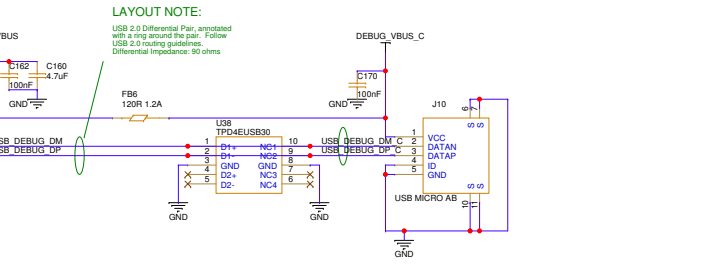 LAYOUT NOTE:
USB 2.0 Differential Pair, annotated
with a ring around the pair. Follow
USB 2.0 routing guidelines.
Differential Impedance: 90 ohms
VBUS
DEBUG_VBUS_C
C162
100nF
C160
4.7uF
GND
C170
100nF
GND
FB6
120R 1.2A
J10
U38
TPD4EUSB30
SB_DEBUG_DM
SB_DEBUG_DP
1 D1+ NC1 10
2 D1- NC2 9
3 GND GND 8
4 D2+ NC3 7
5 D2- NC4 6
USB_DEBUG_DM_C
USB_DEBUG_DP_C
6 7
S S
1 VCC
2 DATAN
3 DATAP
4 ID
5 GND
S S
10 11
USB MICRO AB
GND
GND
GND